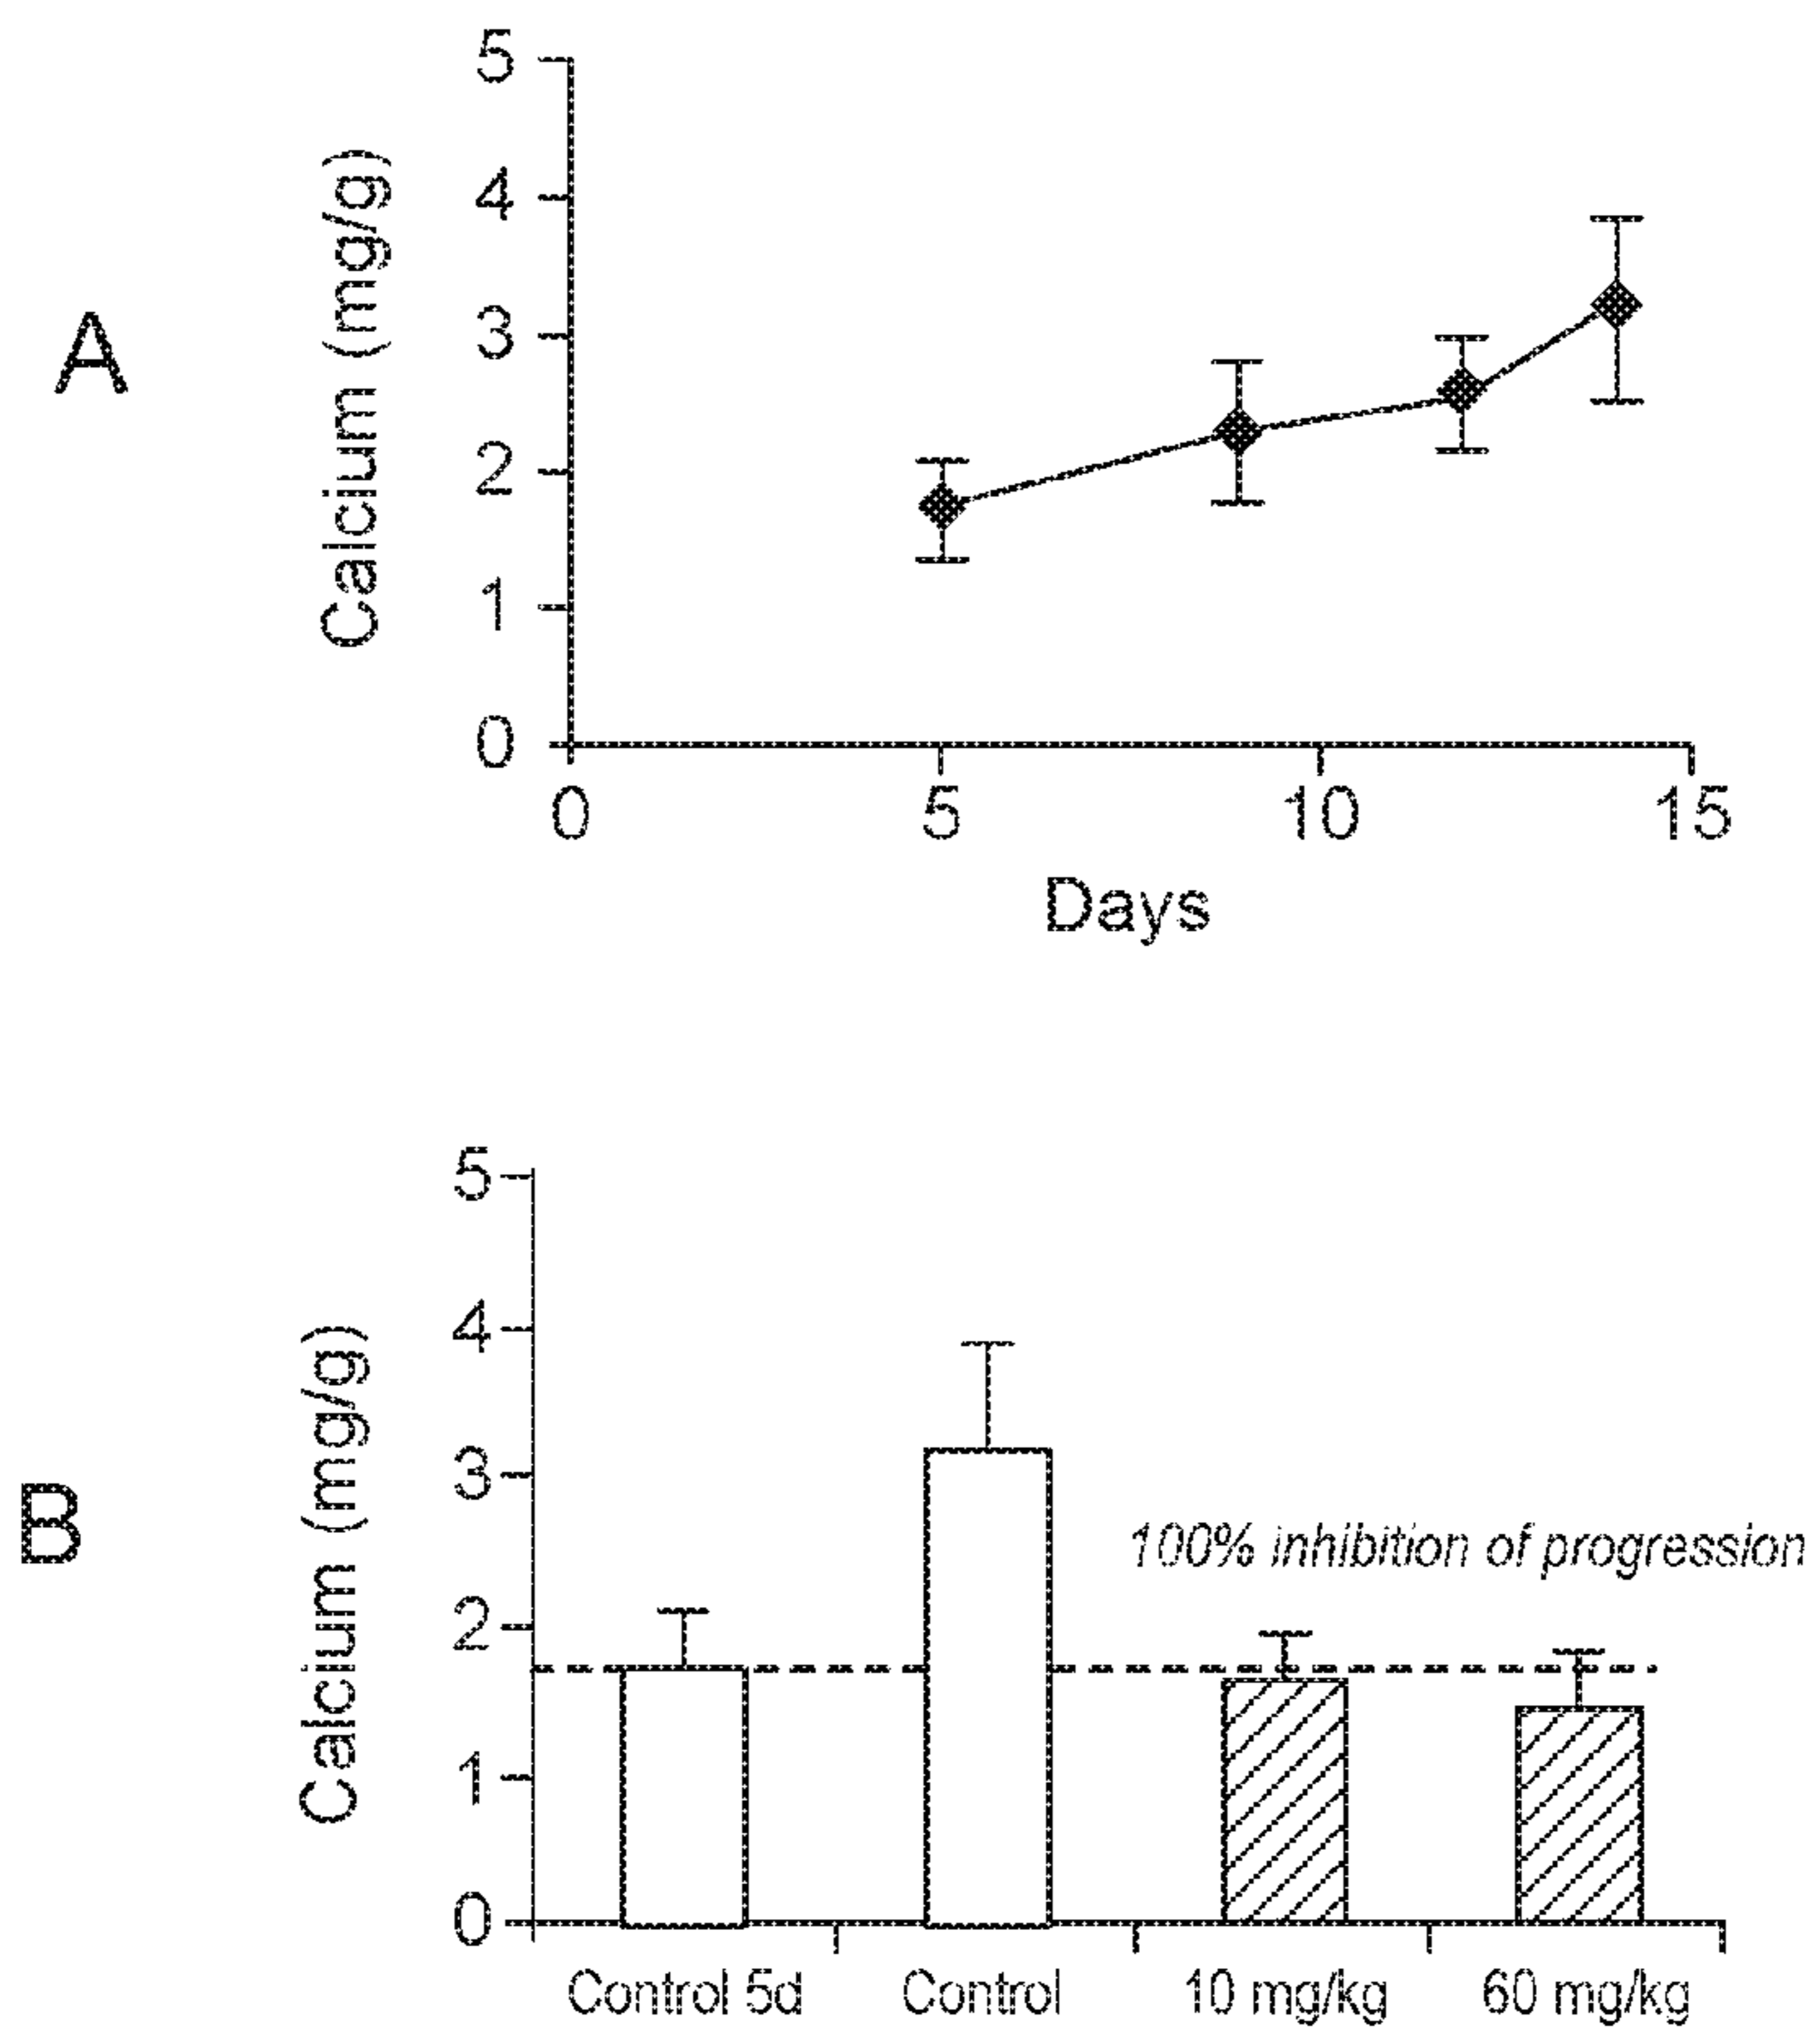 A
Calcium (mg/g)
5
4
3
2
1
0
0 5 10 15
Days
B
Calcium (mg/g)
5
4
3
2
1
0
100% inhibition of progression
Control 5d Control 10 mg/kg 60 mg/kg